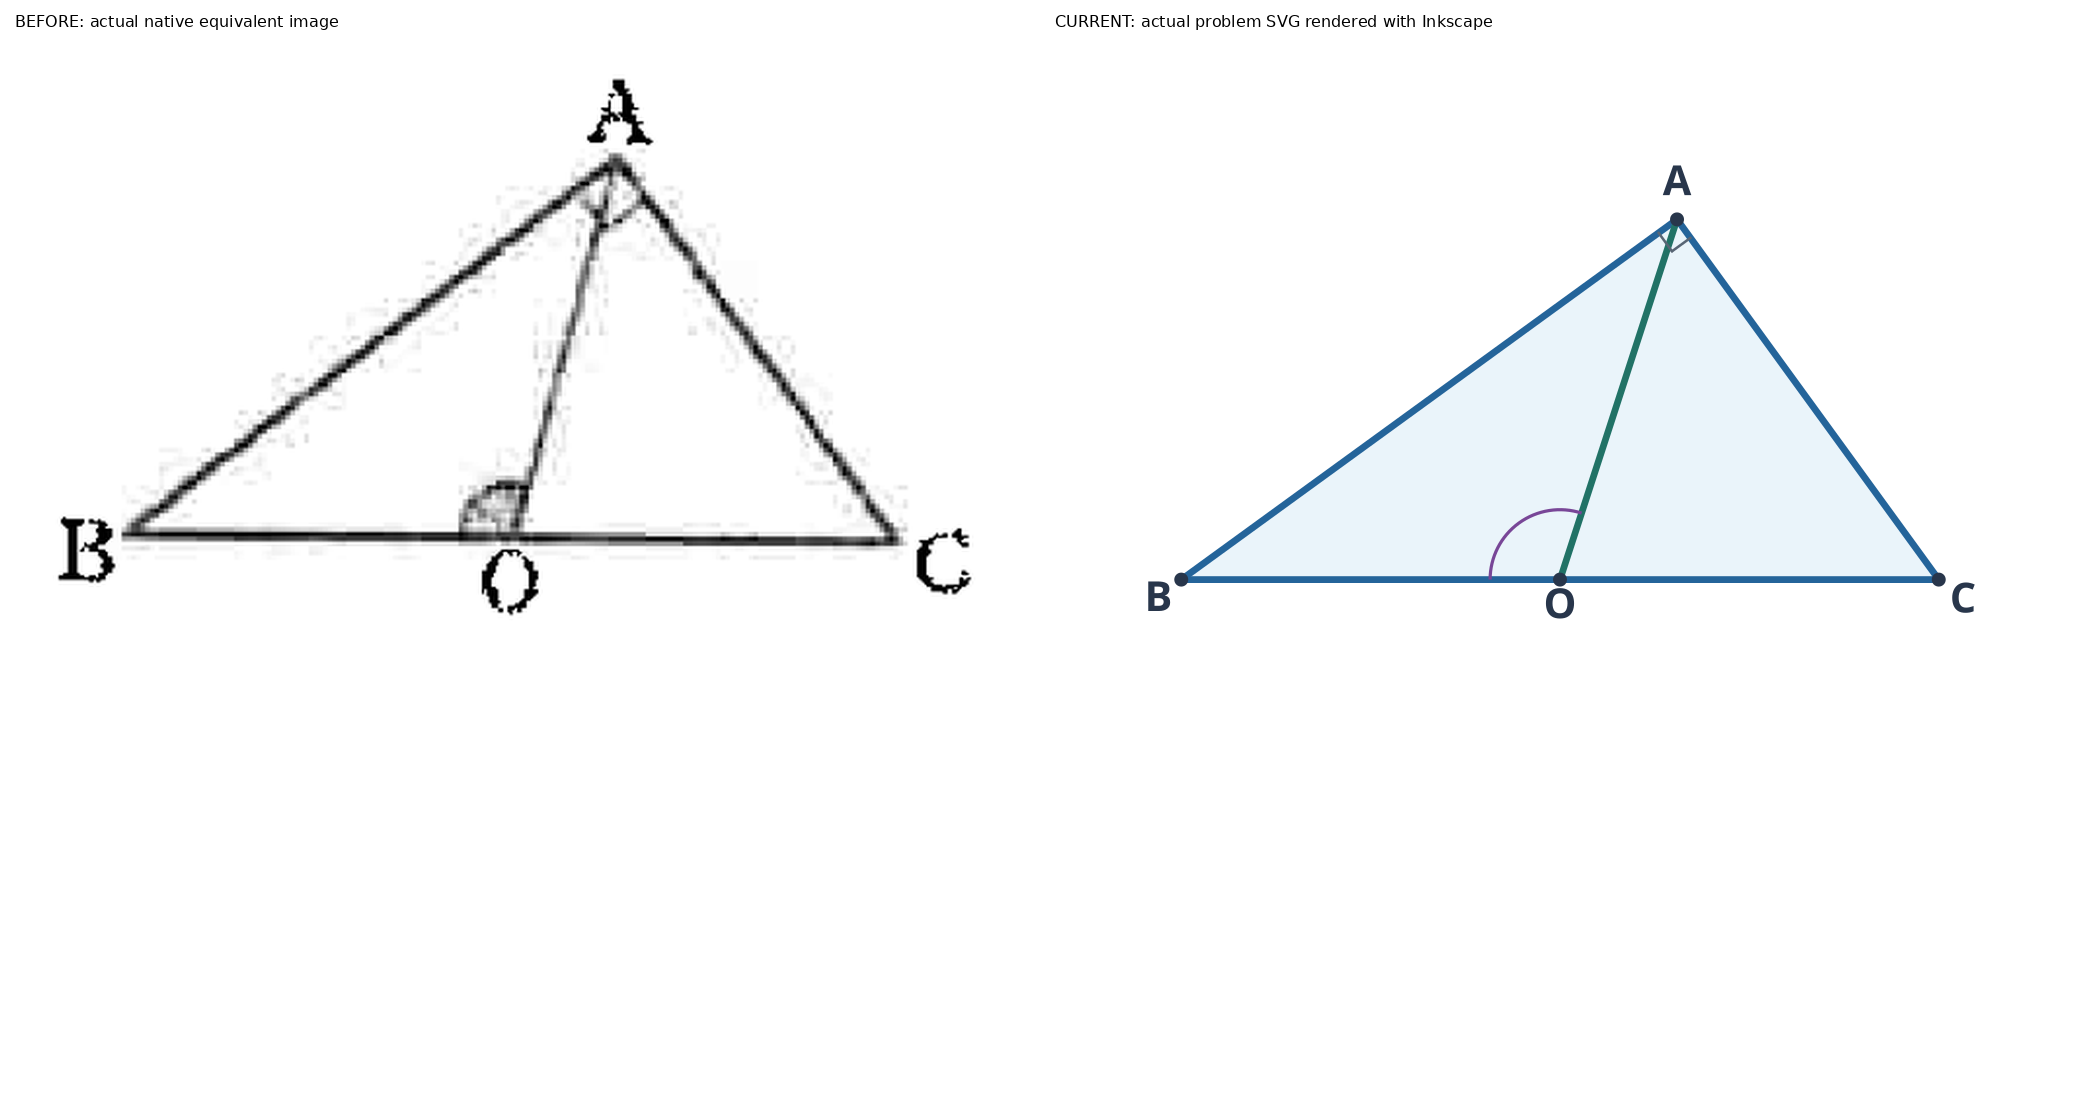 BEFORE: actual native equivalent image
A
B
O
C
CURRENT: actual problem SVG rendered with Inkscape
A
B
O
C